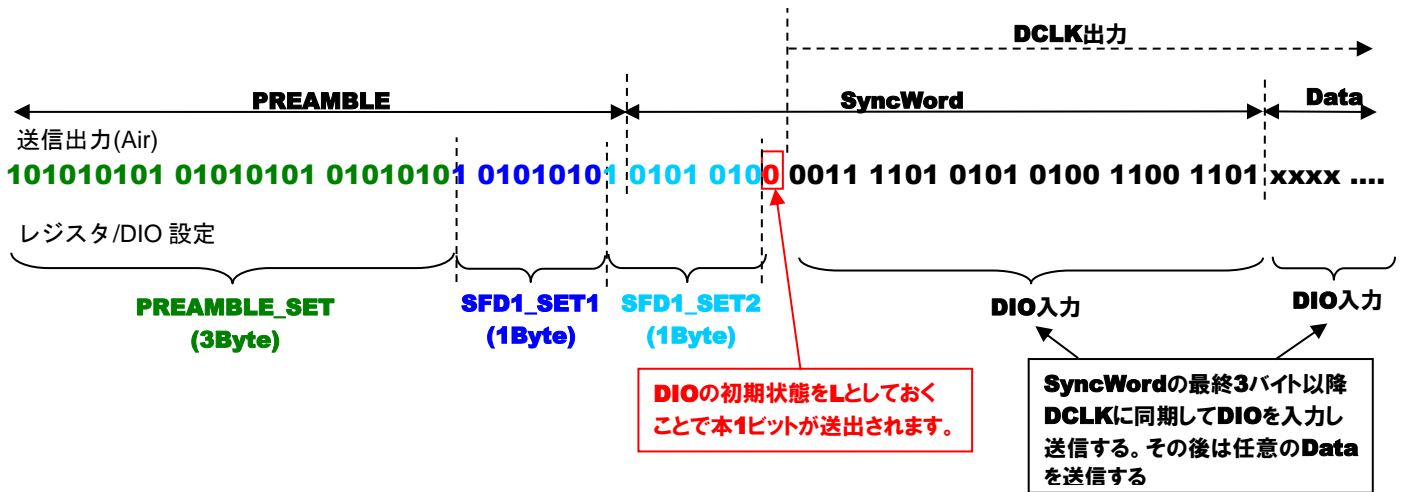 DCLK出力
PREAMBLE SyncWord Data
送信出力(Air)
101010101 01010101 01010101 01010101 0101 0100 0011 1101 0101 0100 1100 1101 xxxx ....
レジスタ/DIO 設定
PREAMBLE_SET
(3Byte)
SFD1_SET1
(1Byte)
SFD1_SET2
(1Byte)
DIO入力
DIO入力
DIOの初期状態をLとしておく
ことで本1ビットが送出されます。
SyncWordの最終3バイト以降
DCLKに同期してDIOを入力し
送信する。その後は任意のData
を送信する